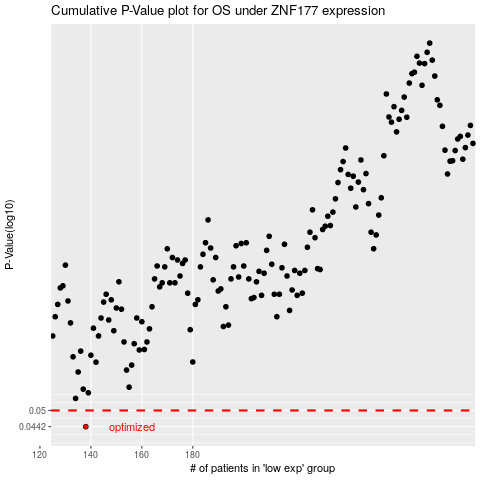 Cumulative P-Value plot for OS under ZNF177 expression
P-Value(log10)
0.05
0.0442
optimized
120 140 160 180
# of patients in 'low exp' group